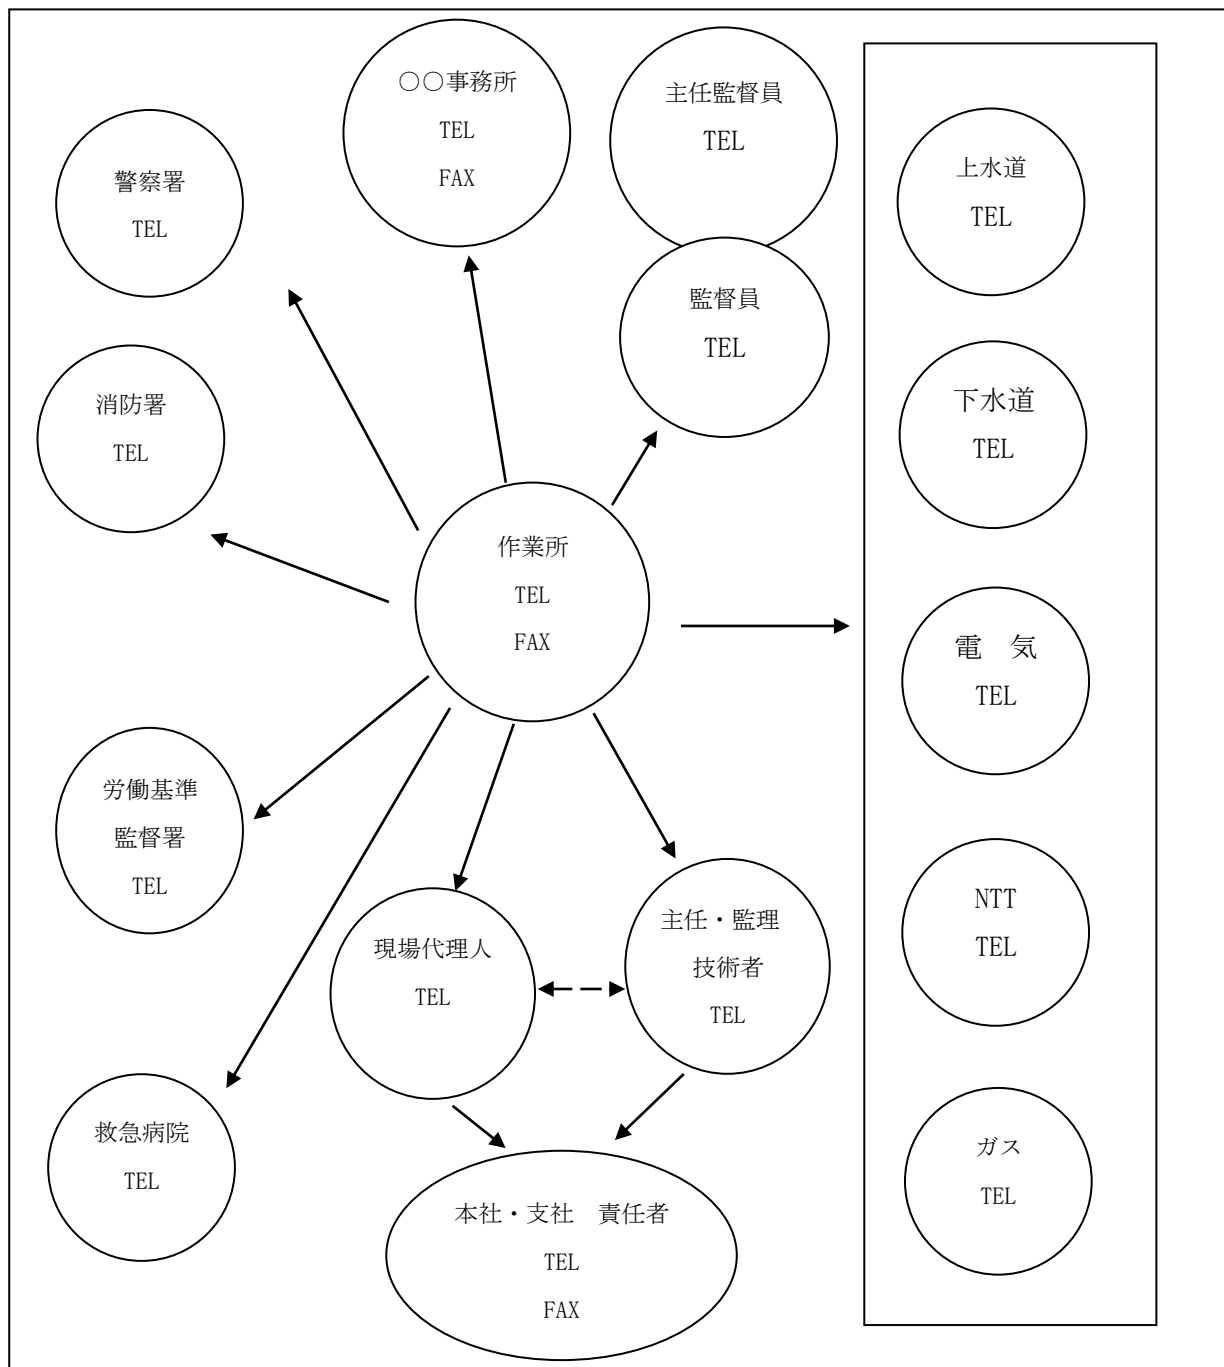 〇〇事務所
TEL
FAX
主任監督員
TEL
警察署
TEL
上水道
TEL
監督員
TEL
消防署
TEL
下水道
TEL
作業所
TEL
FAX
電　気
TEL
労働基準
監督署
TEL
現場代理人
TEL
主任・監理
技術者
TEL
NTT
TEL
救急病院
TEL
本社・支社　責任者
TEL
FAX
ガス
TEL